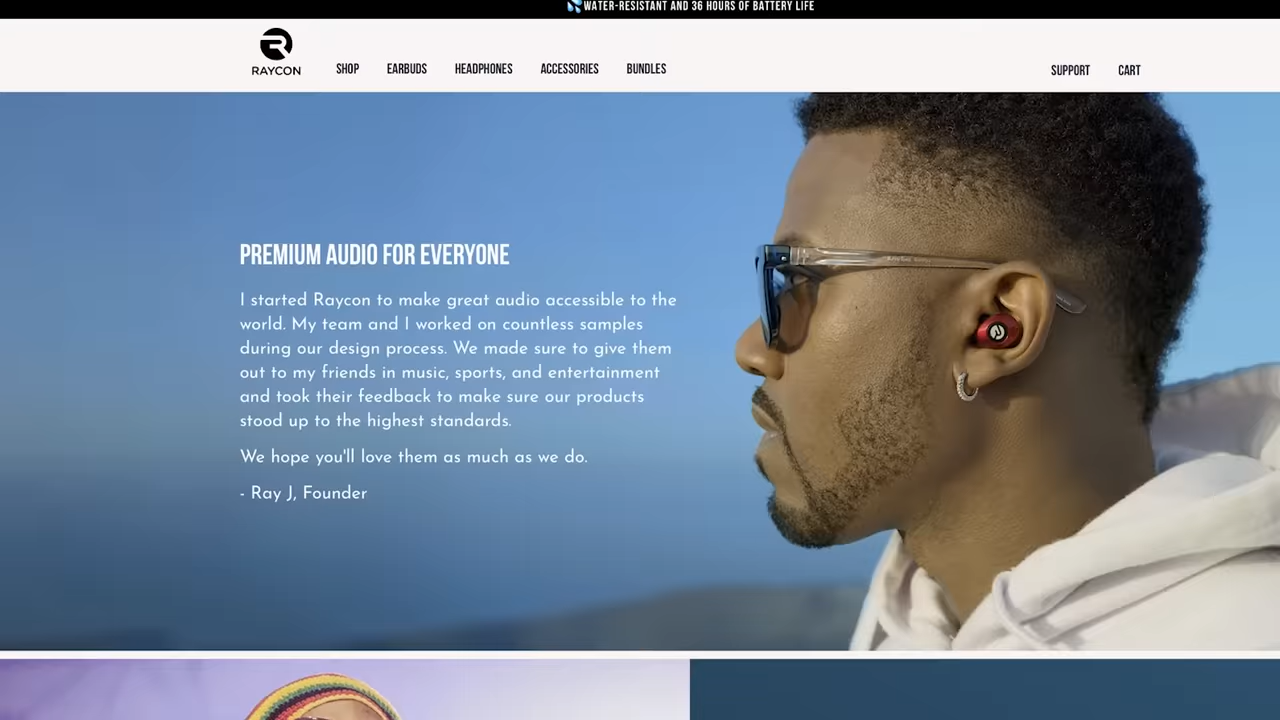 💦WATER-RESISTANT AND 36 HOURS OF BATTERY LIFE
RAYCON
SHOP EARBUDS HEADPHONES ACCESSORIES BUNDLES SUPPORT CART
PREMIUM AUDIO FOR EVERYONE
I started Raycon to make great audio accessible to the
world. My team and I worked on countless samples
during our design process. We made sure to give them
out to my friends in music, sports, and entertainment
and took their feedback to make sure our products
stood up to the highest standards.
We hope you'll love them as much as we do.
- Ray J, Founder